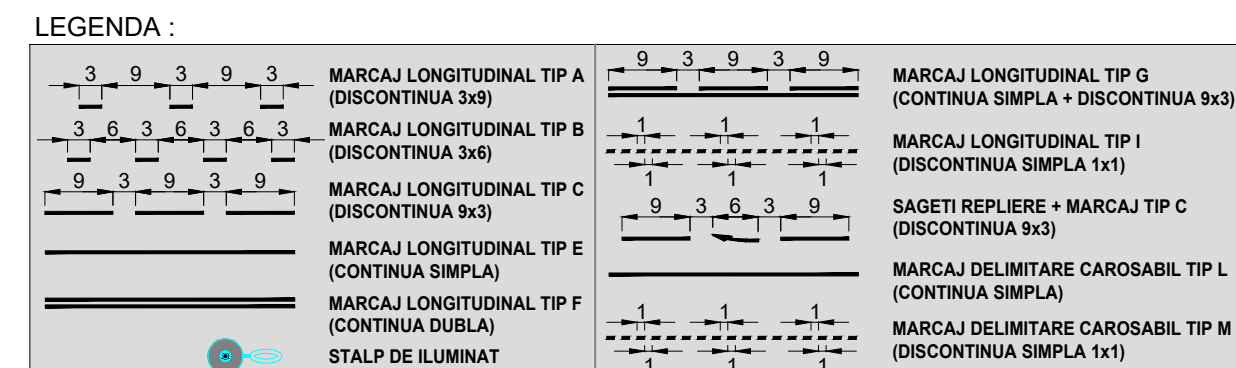 LEGENDA :
3 9 3 9 3
MARCAJ LONGITUDINAL TIP A
(DISCONTINUA 3x9)
3 6 3 6 3 6 3
MARCAJ LONGITUDINAL TIP B
(DISCONTINUA 3x6)
9 3 9 3 9
MARCAJ LONGITUDINAL TIP C
(DISCONTINUA 9x3)
MARCAJ LONGITUDINAL TIP E
(CONTINUA SIMPLA)
MARCAJ LONGITUDINAL TIP F
(CONTINUA DUBLA)
STALP DE ILUMINAT
9 3 9 3 9
MARCAJ LONGITUDINAL TIP G
(CONTINUA SIMPLA + DISCONTINUA 9x3)
1 1 1
MARCAJ LONGITUDINAL TIP I
(DISCONTINUA SIMPLA 1x1)
1 1 1
9 3 6 3 9
SAGETI REPLIERE + MARCAJ TIP C
(DISCONTINUA 9x3)
MARCAJ DELIMITARE CAROSABIL TIP L
(CONTINUA SIMPLA)
1 1 1
MARCAJ DELIMITARE CAROSABIL TIP M
(DISCONTINUA SIMPLA 1x1)
1 1 1